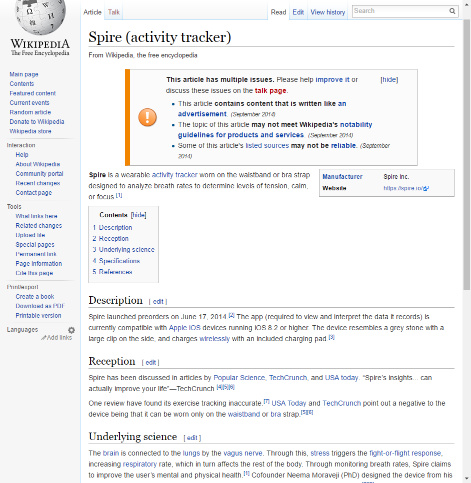 WIKIPEDIA
The Free Encyclopedia
Main page
Contents
Featured content
Current events
Random article
Donate to Wikipedia
Wikipedia store
Interaction
Help
About Wikipedia
Community portal
Recent changes
Contact page
Tools
What links here
Related changes
Upload file
Special pages
Permanent link
Page information
Cite this page
Print/export
Create a book
Download as PDF
Printable version
Languages
Add links
Article Talk Read Edit View history Search
Spire (activity tracker)
From Wikipedia, the free encyclopedia
This article has multiple issues. Please help improve it or [hide]
discuss these issues on the talk page.
• This article contains content that is written like an
advertisement. (September 2014)
• The topic of this article may not meet Wikipedia's notability
guidelines for products and services. (September 2014)
• Some of this article's listed sources may not be reliable. (September
2014)
Spire is a wearable activity tracker worn on the waistband or bra strap
designed to analyze breath rates to determine levels of tension, calm,
or focus.[1]
Manufacturer Spire Inc.
Website https://spire.io/
Contents [hide]
1 Description
2 Reception
3 Underlying science
4 Specifications
5 References
Description [ edit ]
Spire launched preorders on June 17, 2014.[2] The app (required to view and interpret the data it records) is
currently compatible with Apple iOS devices running iOS 8.2 or higher. The device resembles a grey stone with a
large clip on the side, and charges wirelessly with an included charging pad.[3]
Reception [ edit ]
Spire has been discussed in articles by Popular Science, TechCrunch, and USA today. “Spire's insights... can
actually improve your life”—TechCrunch.[4][5][6]
One review have found its exercise tracking inaccurate.[7] USA Today and TechCrunch point out a negative to the
device being that it can be worn only on the waistband or bra strap.[5][6]
Underlying science [ edit ]
The brain is connected to the lungs by the vagus nerve. Through this, stress triggers the fight-or-flight response,
increasing respiratory rate, which in turn affects the rest of the body. Through monitoring breath rates, Spire claims
to improve the user's mental and physical health.[1] Cofounder Neema Moraveji (PhD) designed the device from his